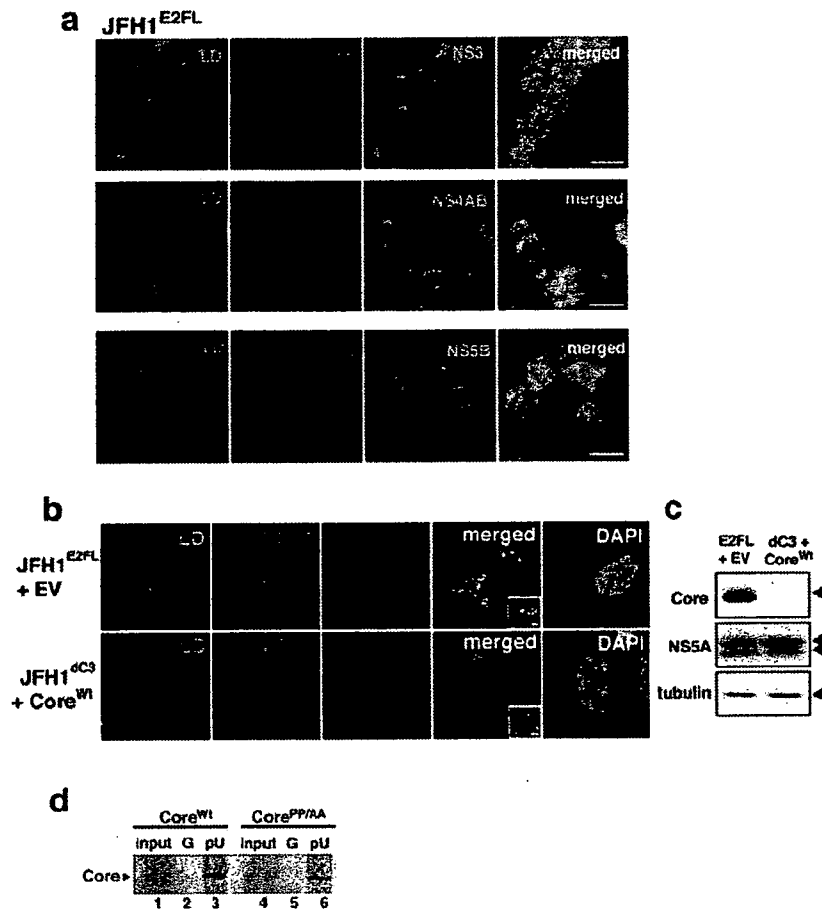 a
JFH1E2FL
LD NS3 merged
LD NS4AB merged
NS5B merged
b
JFH1E2FL + EV
LD merged DAPI
JFH1dC3 + CoreWt
LD merged DAPI
c
E2FL + EV dC3 + CoreWt
Core
NS5A
tubulin
d
CoreWt CorePP/AA
input G pU input G pU
Core
1 2 3 4 5 6